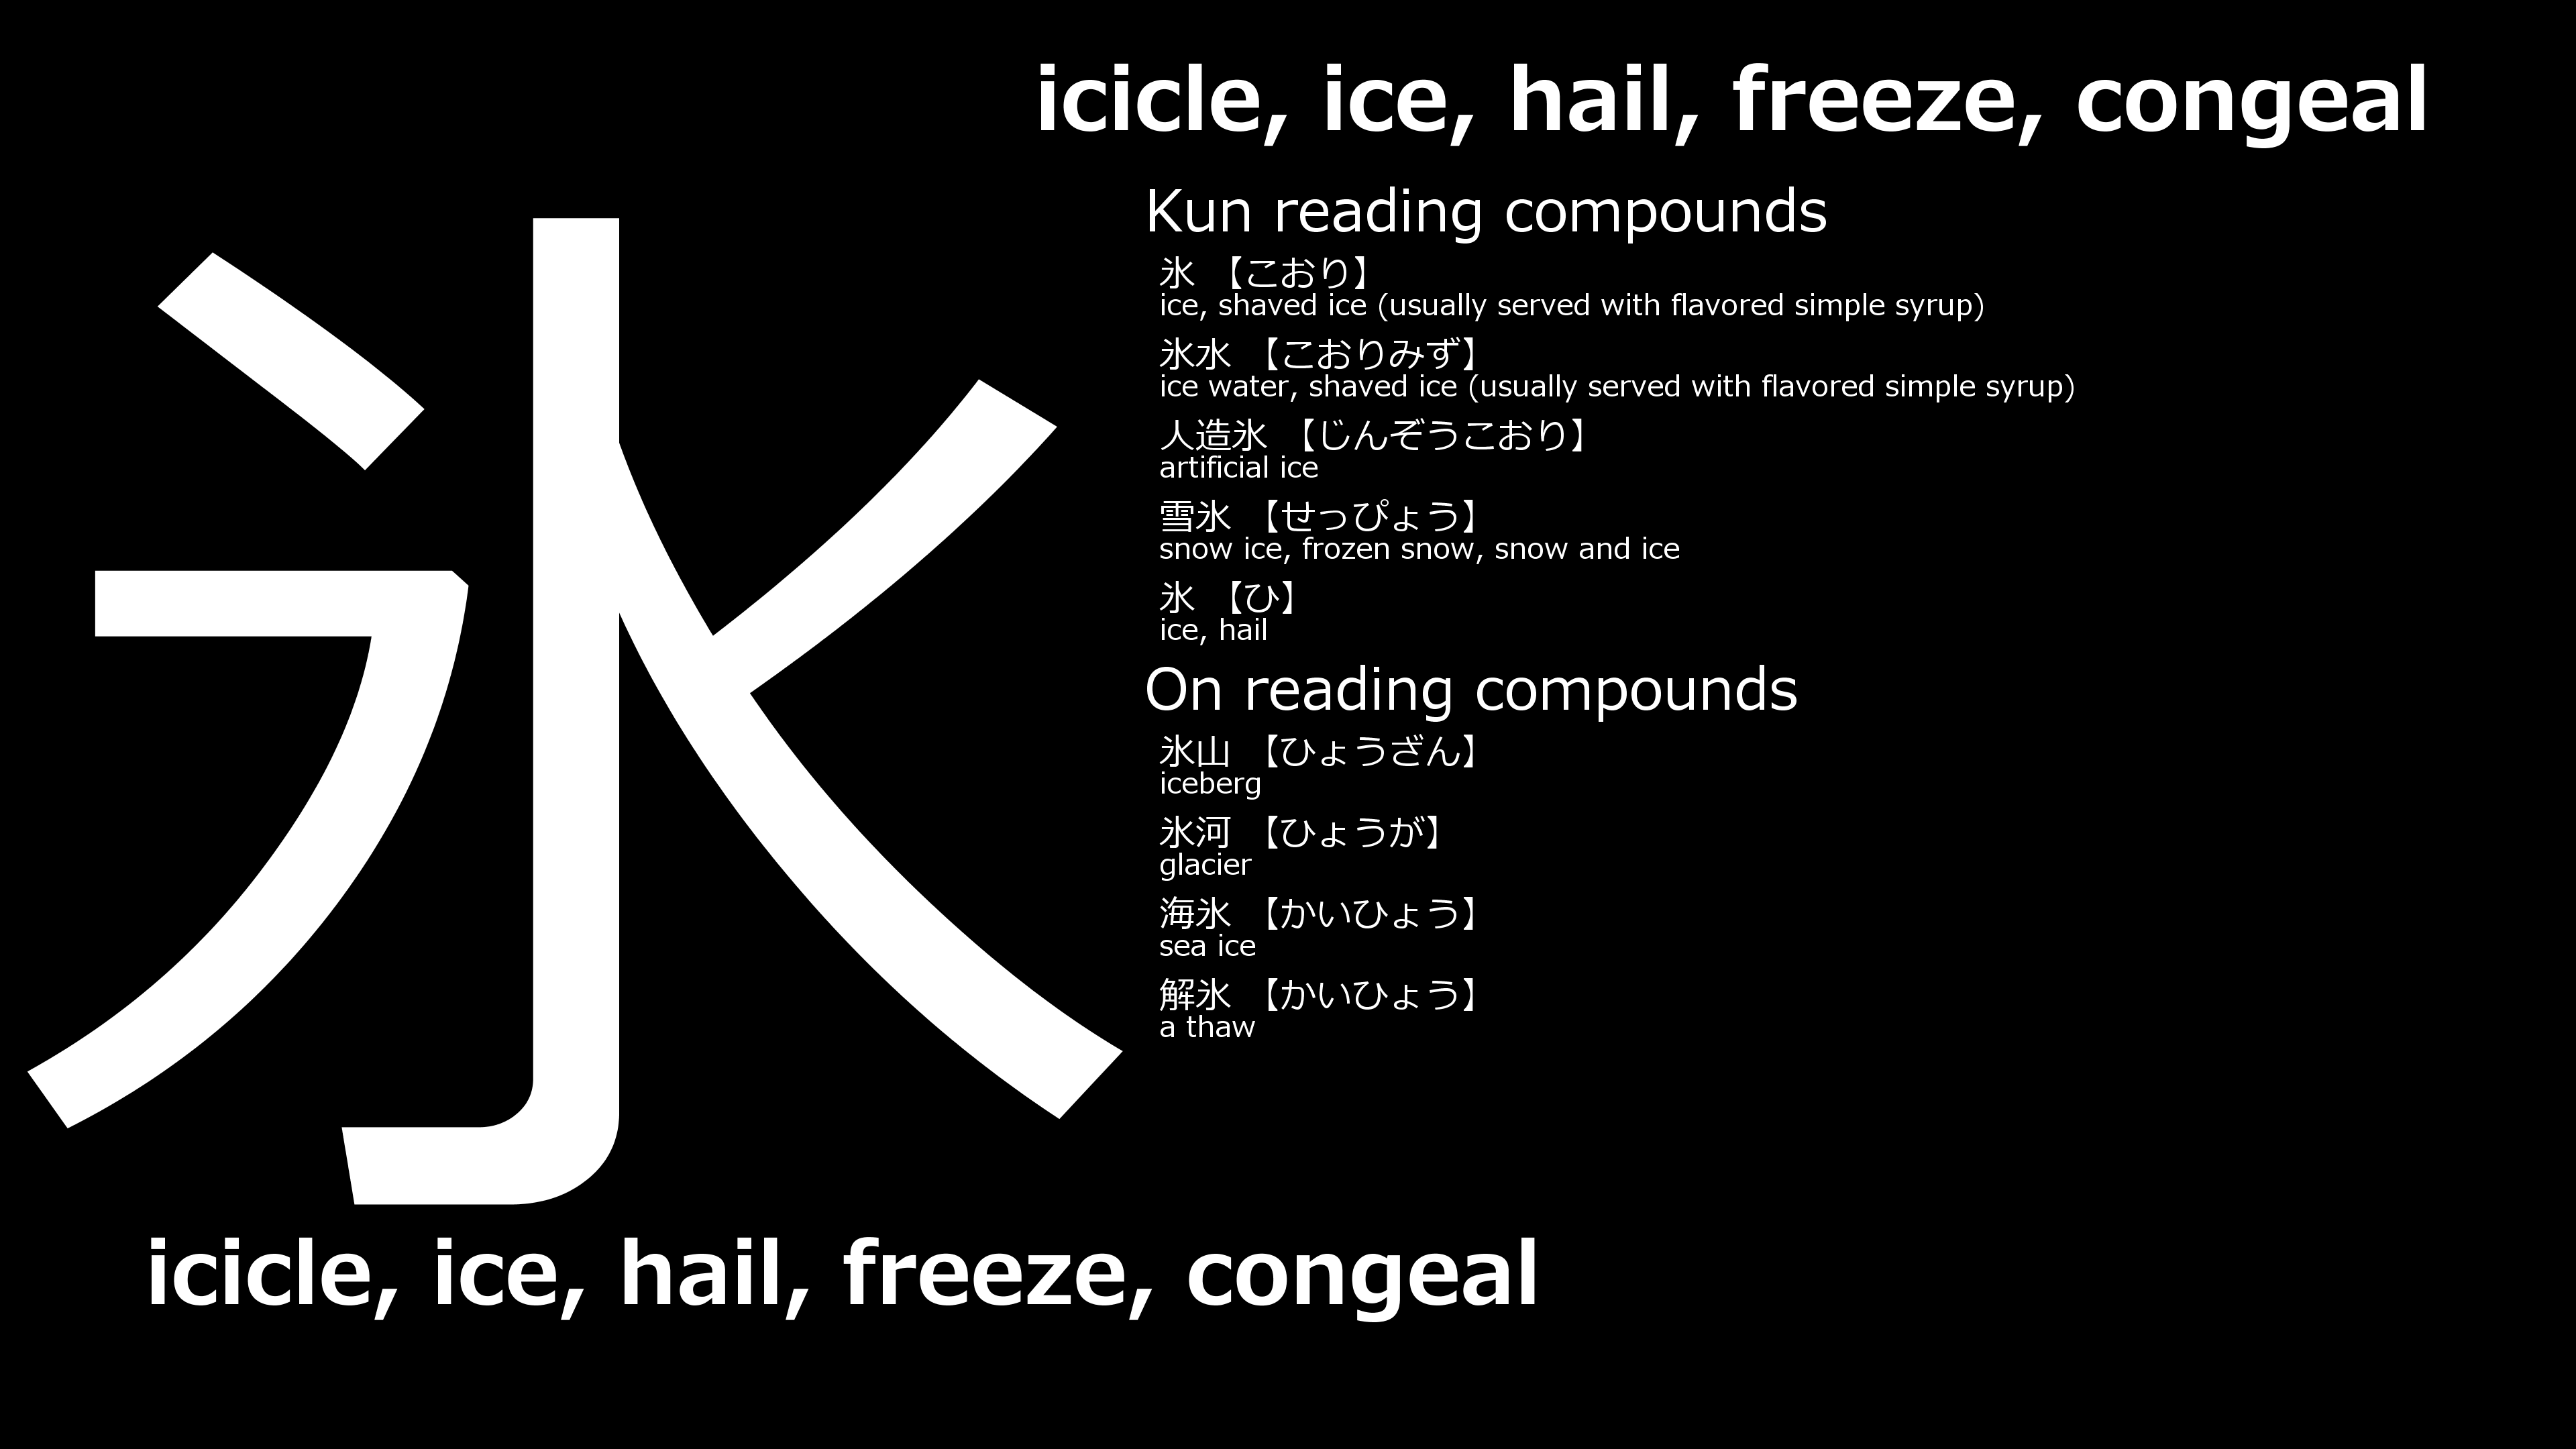 icicle, ice, hail, freeze, congeal
氷
Kun reading compounds
氷 【こおり】
ice, shaved ice (usually served with flavored simple syrup)
氷水 【こおりみず】
ice water, shaved ice (usually served with flavored simple syrup)
人造氷 【じんぞうこおり】
artificial ice
雪氷 【せっぴょう】
snow ice, frozen snow, snow and ice
氷 【ひ】
ice, hail
On reading compounds
氷山 【ひょうざん】
iceberg
氷河 【ひょうが】
glacier
海氷 【かいひょう】
sea ice
解氷 【かいひょう】
a thaw
icicle, ice, hail, freeze, congeal